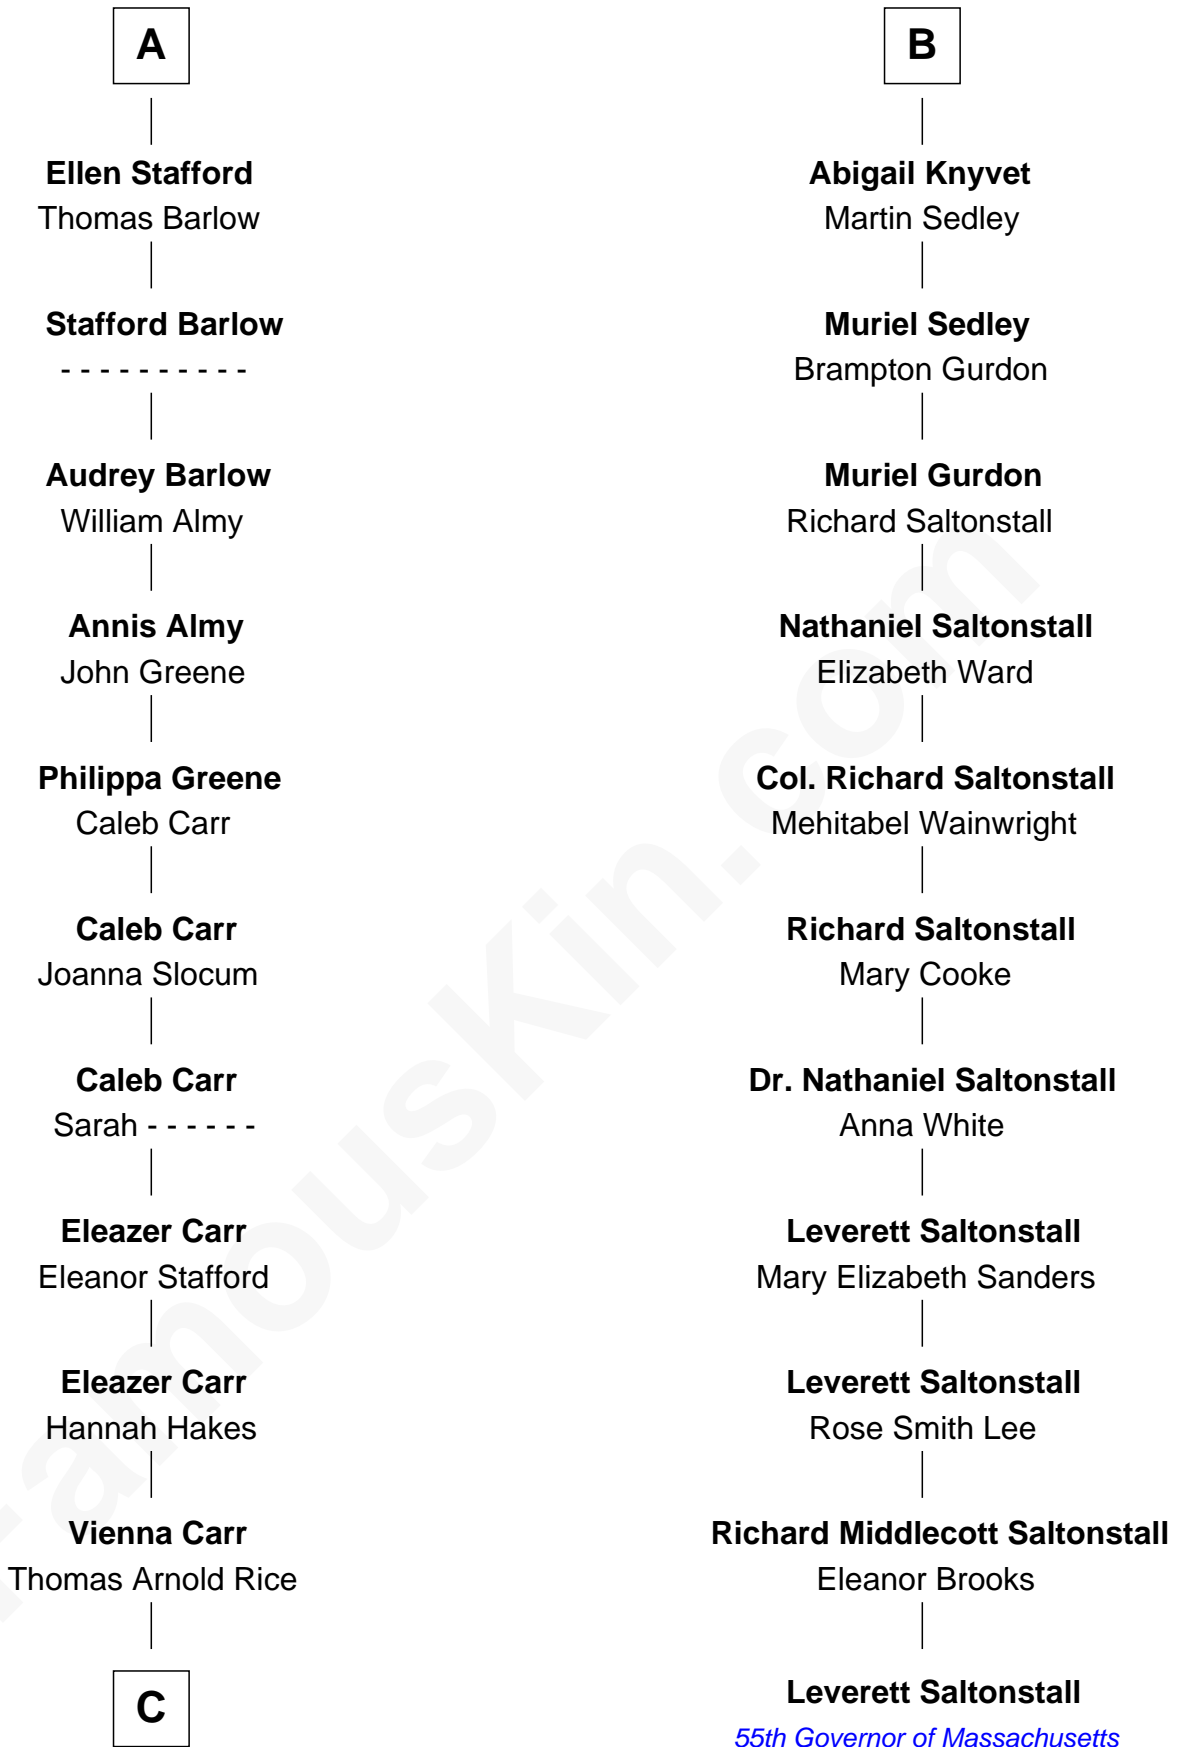 A
Ellen Stafford
Thomas Barlow
Stafford Barlow
- - - - - - - - - -
Audrey Barlow
William Almy
Annis Almy
John Greene
Philippa Greene
Caleb Carr
Caleb Carr
Joanna Slocum
Caleb Carr
Sarah - - - - - -
Eleazer Carr
Eleanor Stafford
Eleazer Carr
Hannah Hakes
Vienna Carr
Thomas Arnold Rice
C
B
Abigail Knyvet
Martin Sedley
Muriel Sedley
Brampton Gurdon
Muriel Gurdon
Richard Saltonstall
Nathaniel Saltonstall
Elizabeth Ward
Col. Richard Saltonstall
Mehitabel Wainwright
Richard Saltonstall
Mary Cooke
Dr. Nathaniel Saltonstall
Anna White
Leverett Saltonstall
Mary Elizabeth Sanders
Leverett Saltonstall
Rose Smith Lee
Richard Middlecott Saltonstall
Eleanor Brooks
Leverett Saltonstall
55th Governor of Massachusetts
FamousKin.com